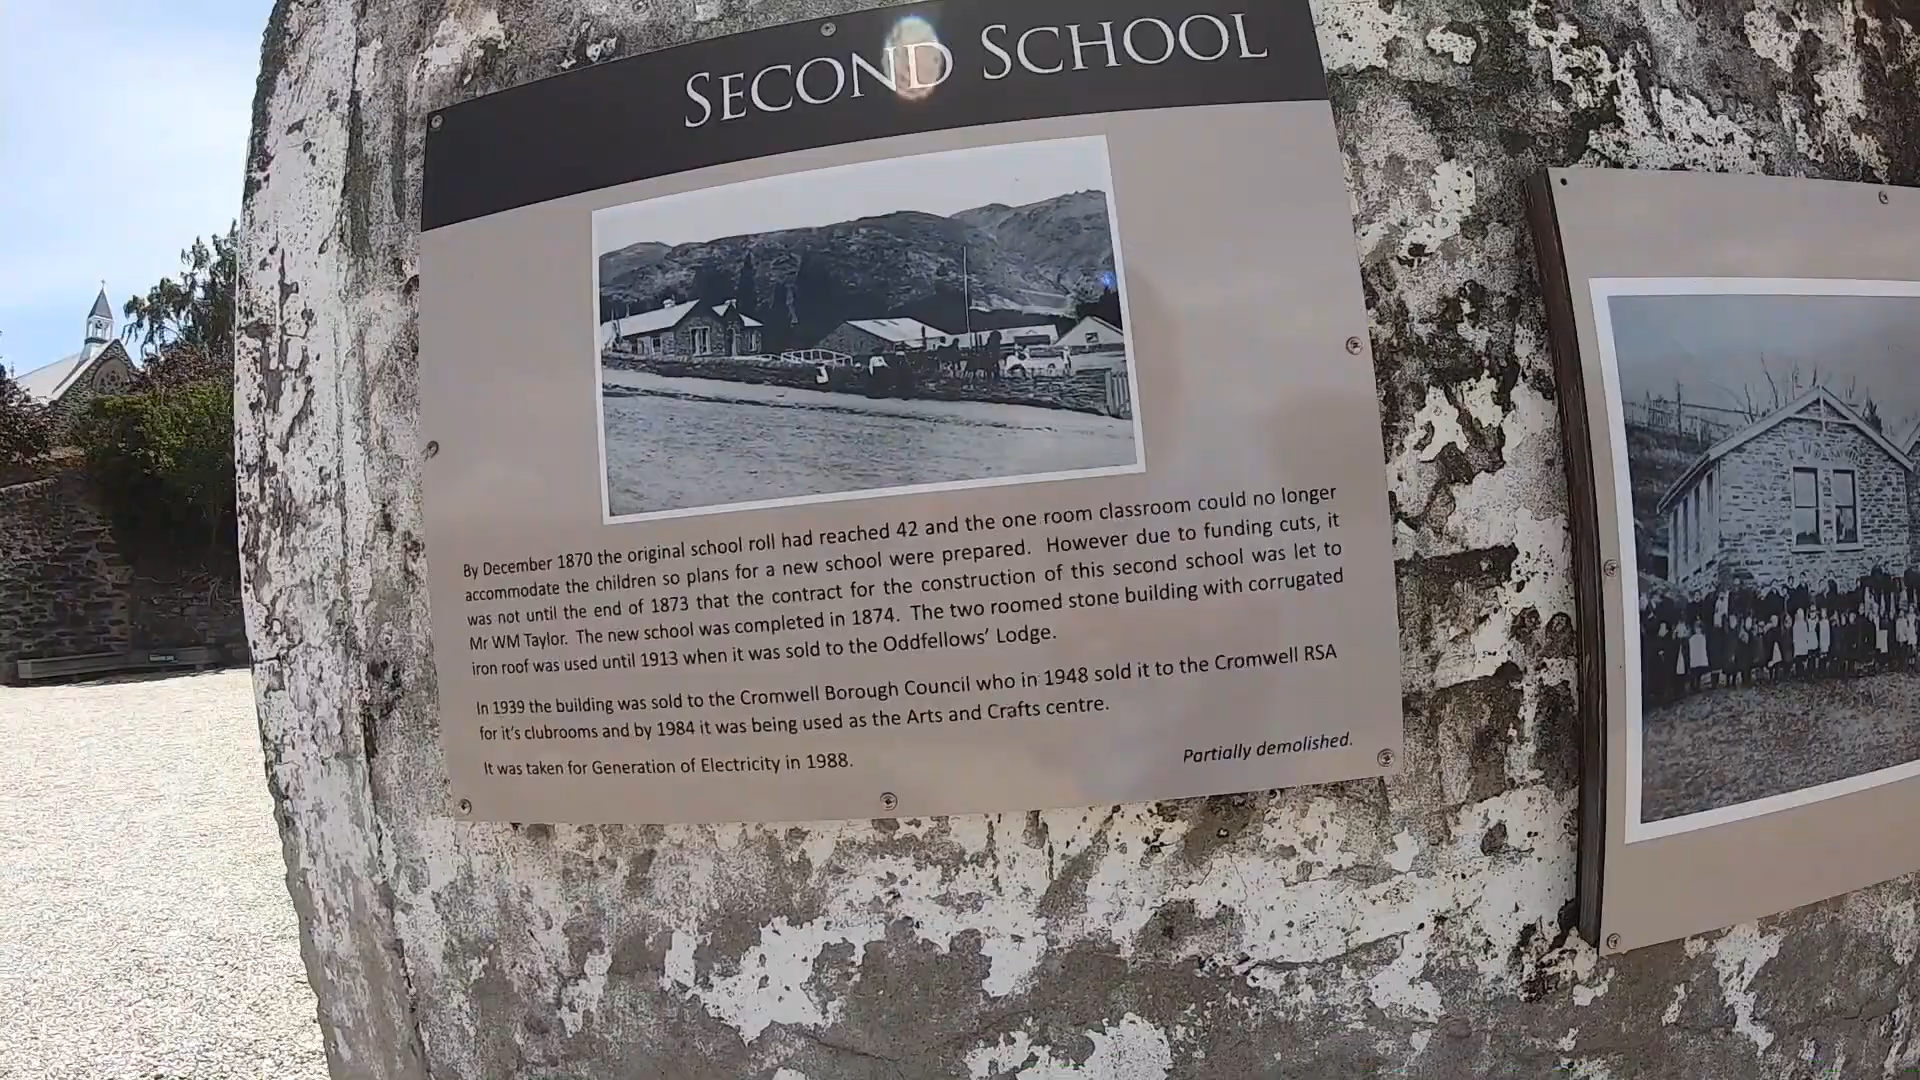 SECOND SCHOOL
By December 1870 the original school roll had reached 42 and the one room classroom could no longer
accommodate the children so plans for a new school were prepared. However due to funding cuts, it
was not until the end of 1873 that the contract for the construction of this second school was let to
Mr WM Taylor. The new school was completed in 1874. The two roomed stone building with corrugated
iron roof was used until 1913 when it was sold to the Oddfellows' Lodge.
In 1939 the building was sold to the Cromwell Borough Council who in 1948 sold it to the Cromwell RSA
for it's clubrooms and by 1984 it was being used as the Arts and Crafts centre.
It was taken for Generation of Electricity in 1988.
Partially demolished.